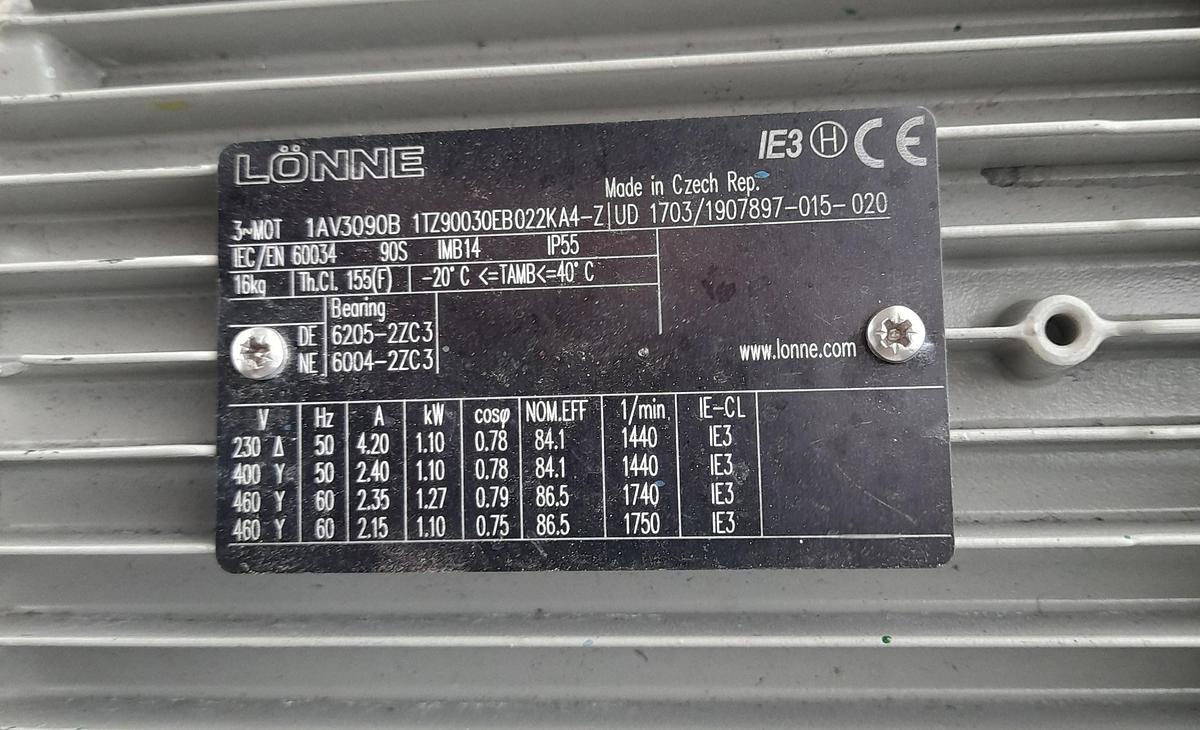 LÖNNE
IE3 H CE
Made in Czech Rep.
3~MOT 1AV3090B 1TZ90030EB022KA4-Z UD 1703/1907897-015-020
IEC/EN 60034 90S IMB14 IP55
16kg Th.Cl. 155(F) -20°C <=TAMB<=40°C
Bearing
DE 6205-2ZC3
NE 6004-2ZC3
www.lonne.com
V Hz A kW cosφ NOM.EFF 1/min IE-CL
230 Δ 50 4.20 1.10 0.78 84.1 1440 IE3
400 Y 50 2.40 1.10 0.78 84.1 1440 IE3
460 Y 60 2.35 1.27 0.79 86.5 1740 IE3
460 Y 60 2.15 1.10 0.75 86.5 1750 IE3